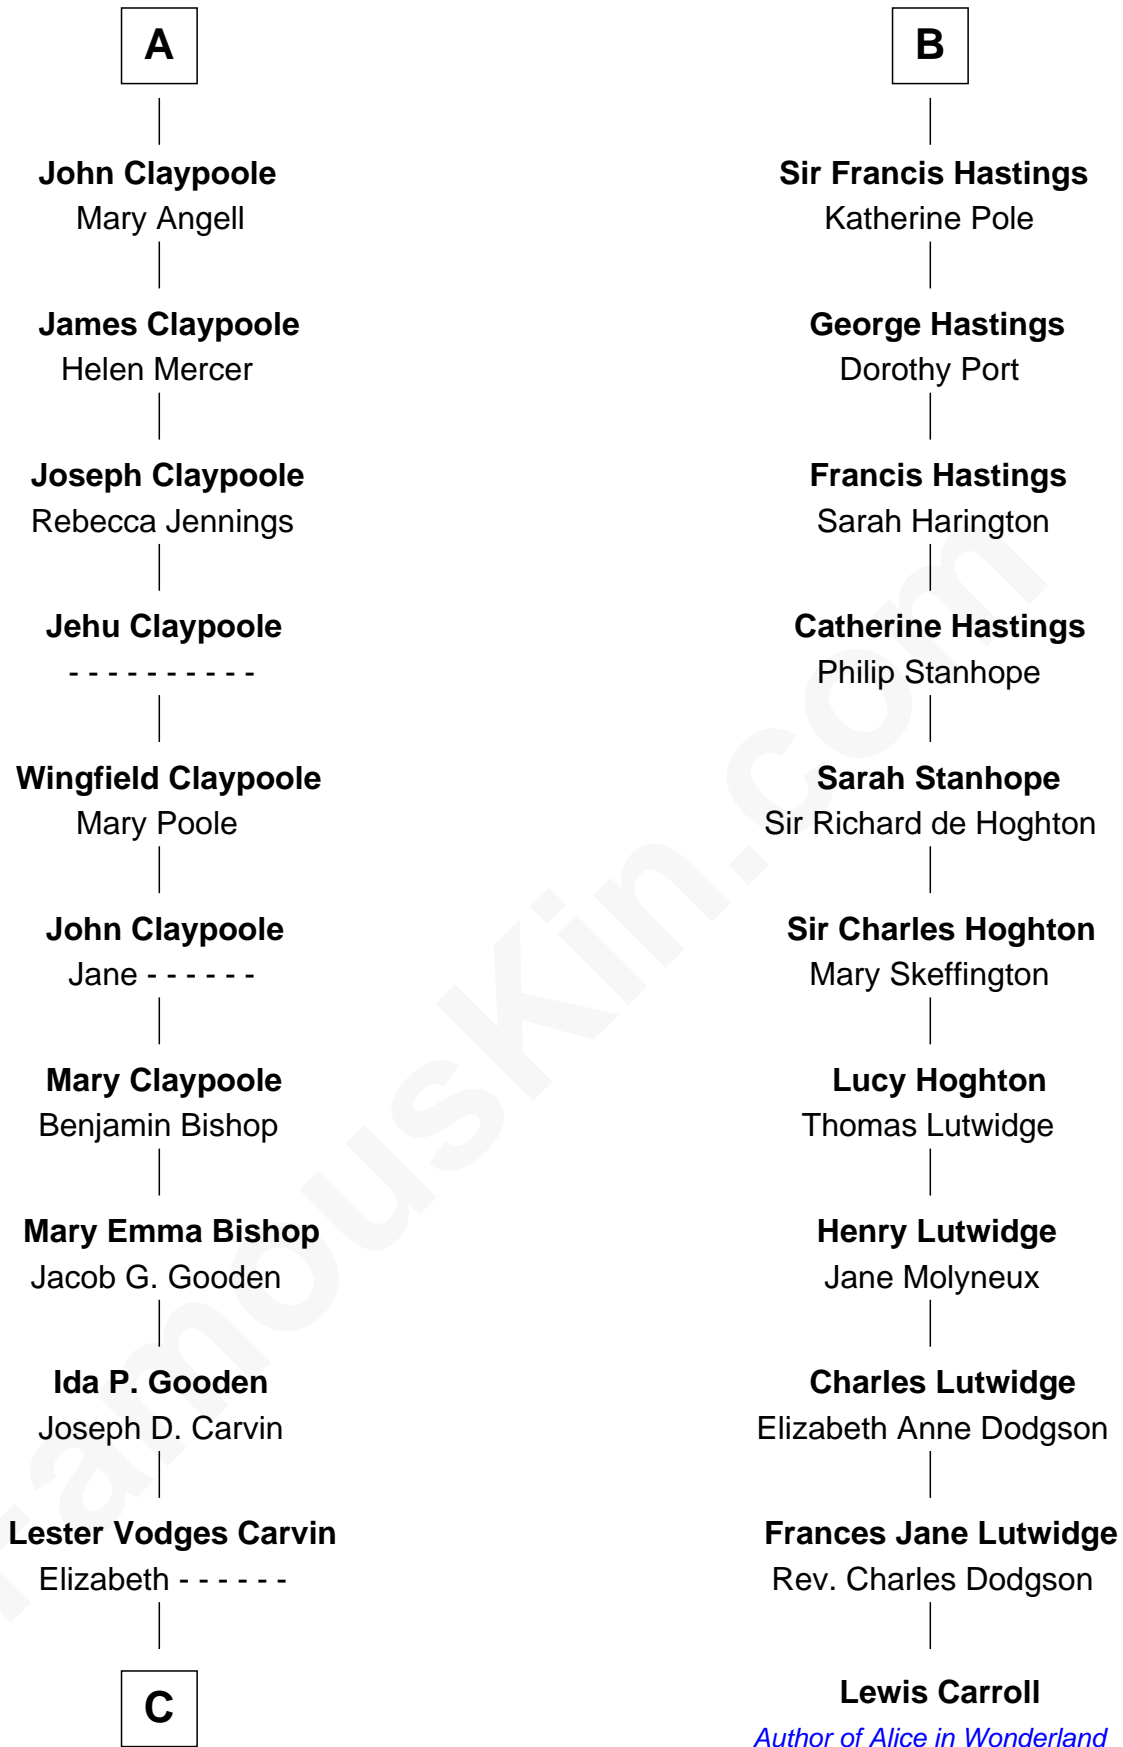 A
John Claypoole
Mary Angell
James Claypoole
Helen Mercer
Joseph Claypoole
Rebecca Jennings
Jehu Claypoole
- - - - - - - - - -
Wingfield Claypoole
Mary Poole
John Claypoole
Jane - - - - - -
Mary Claypoole
Benjamin Bishop
Mary Emma Bishop
Jacob G. Gooden
Ida P. Gooden
Joseph D. Carvin
Lester Vodges Carvin
Elizabeth - - - - - -
C
B
Sir Francis Hastings
Katherine Pole
George Hastings
Dorothy Port
Francis Hastings
Sarah Harington
Catherine Hastings
Philip Stanhope
Sarah Stanhope
Sir Richard de Hoghton
Sir Charles Hoghton
Mary Skeffington
Lucy Hoghton
Thomas Lutwidge
Henry Lutwidge
Jane Molyneux
Charles Lutwidge
Elizabeth Anne Dodgson
Frances Jane Lutwidge
Rev. Charles Dodgson
Lewis Carroll
Author of Alice in Wonderland
FamousKin.com